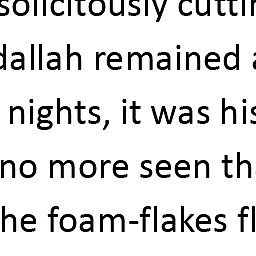 solicitously cuttin
dallah remained a
nights, it was his
no more seen tha
he foam-flakes fl